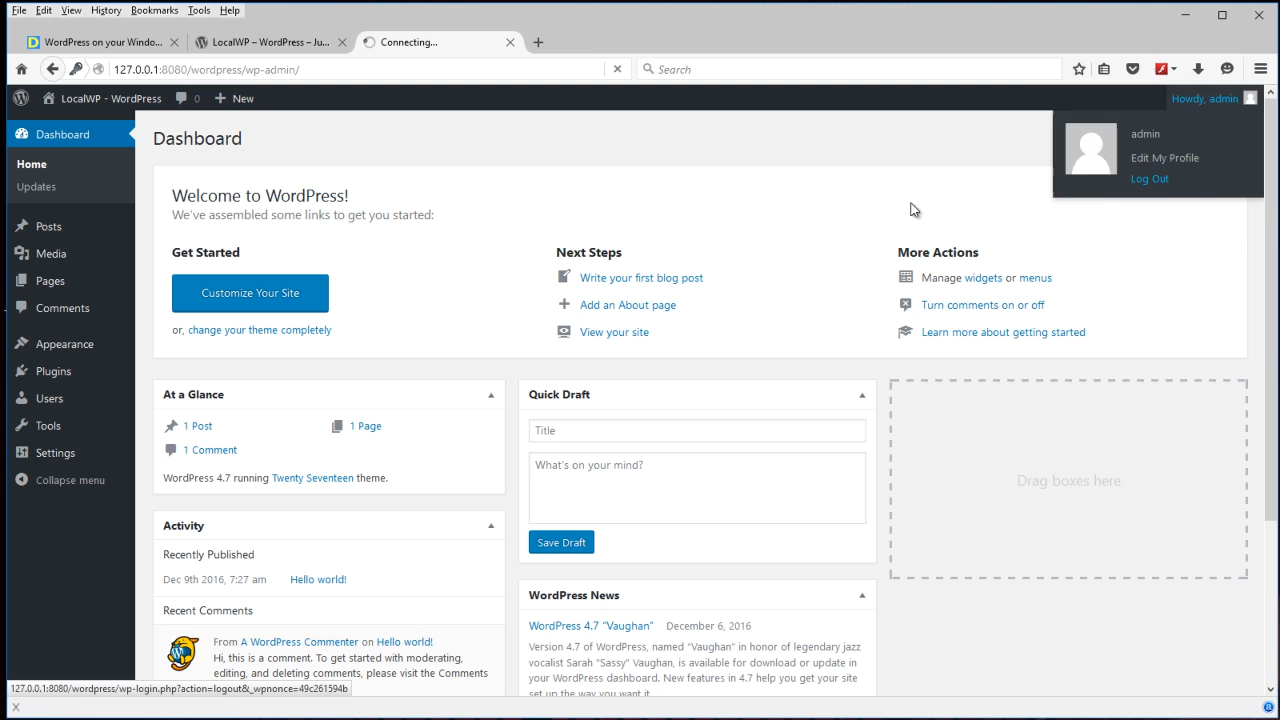 File Edit View History Bookmarks Tools Help
WordPress on your Windo...
LocalWP – WordPress – Ju...
Connecting...
127.0.0.1:8080/wordpress/wp-admin/
Search
LocalWP - WordPress
0
New
Howdy, admin
Dashboard
Home
Updates
Posts
Media
Pages
Comments
Appearance
Plugins
Users
Tools
Settings
Collapse menu
admin
Edit My Profile
Log Out
Dashboard
Welcome to WordPress!
We've assembled some links to get you started:
Get Started
Customize Your Site
or, change your theme completely
Next Steps
Write your first blog post
Add an About page
View your site
More Actions
Manage widgets or menus
Turn comments on or off
Learn more about getting started
At a Glance
1 Post
1 Page
1 Comment
WordPress 4.7 running Twenty Seventeen theme.
Activity
Recently Published
Dec 9th 2016, 7:27 am Hello world!
Recent Comments
From A WordPress Commenter on Hello world!
Hi, this is a comment. To get started with moderating,
editing, and deleting comments, please visit the Comments
Quick Draft
Title
What's on your mind?
Save Draft
WordPress News
WordPress 4.7 “Vaughan” December 6, 2016
Version 4.7 of WordPress, named “Vaughan” in honor of legendary jazz
vocalist Sarah “Sassy” Vaughan, is available for download or update in
your WordPress dashboard. New features in 4.7 help you get your site
set up the way you want it.
Drag boxes here
127.0.0.1:8080/wordpress/wp-login.php?action=logout&_wpnonce=49c261594b